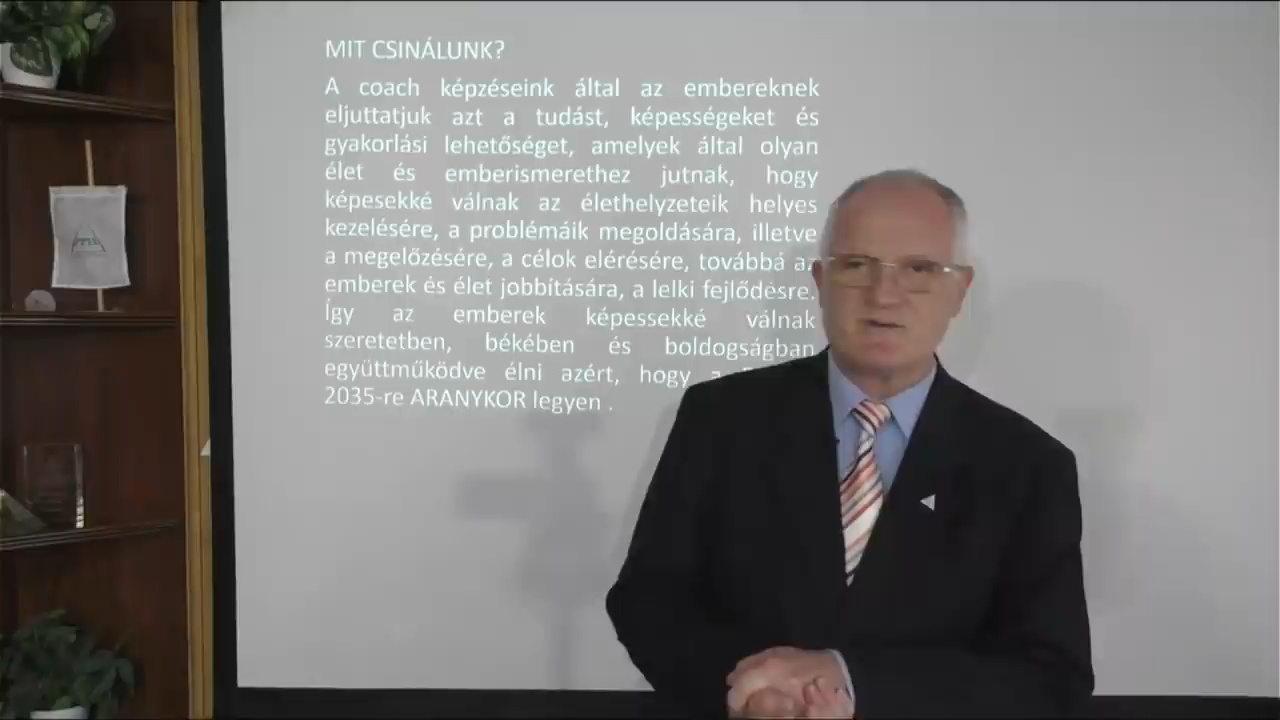 MIT CSINÁLUNK?
A coach képzéseink által az embereknek
eljuttatjuk azt a tudást, képességeket és
gyakorlási lehetőséget, amelyek által olyan
élet és emberismerethez jutnak, hogy
képesekké válnak az élethelyzeteik helyes
kezelésére, a problémáik megoldására, illetve
a megelőzésére, a célok elérésére, továbbá az
emberek és élet jobbítására, a lelki fejlődésre.
Így az emberek képessekké válnak
szeretetben, békében és boldogságban
együttműködve élni azért, hogy a
2035-re ARANYKOR legyen .